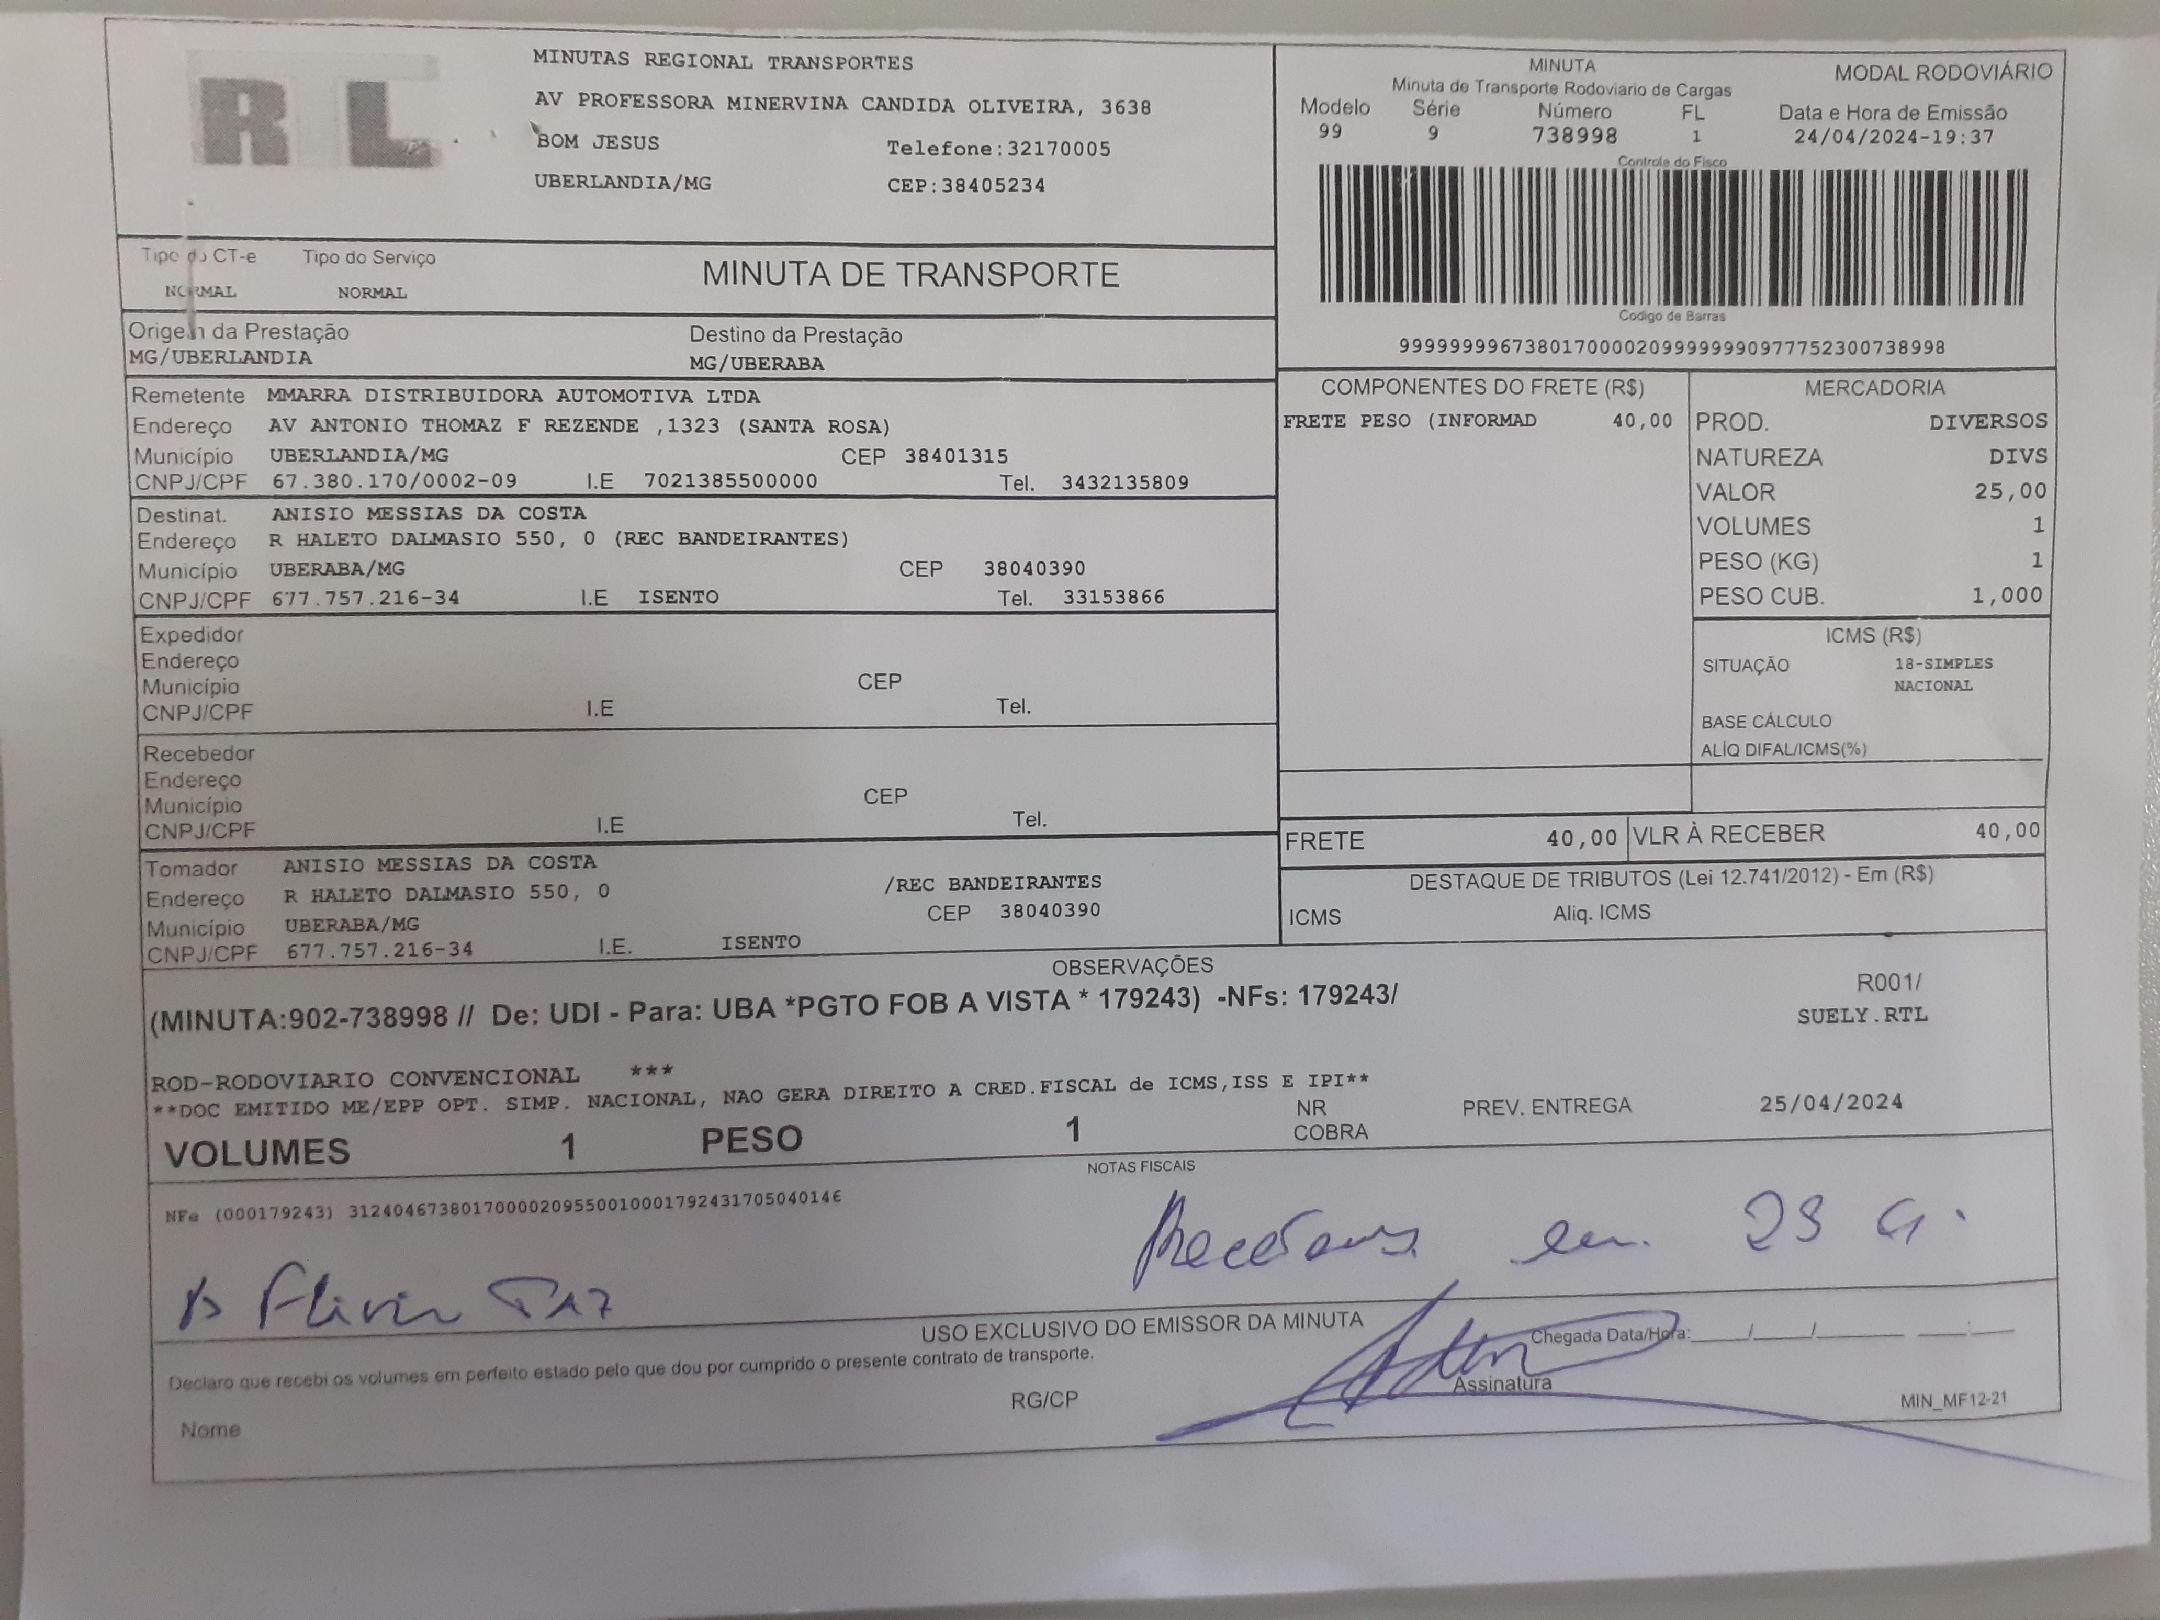 RTL
MINUTAS REGIONAL TRANSPORTES
AV PROFESSORA MINERVINA CANDIDA OLIVEIRA, 3638
BOM JESUS Telefone:32170005
UBERLANDIA/MG CEP:38405234
MINUTA MODAL RODOVIÁRIO
Minuta de Transporte Rodoviario de Cargas
Modelo Série Número FL Data e Hora de Emissão
99 9 738998 1 24/04/2024-19:37
Controle do Fisco
Codigo de Barras
Tipo do CT-e Tipo do Serviço
NORMAL NORMAL
MINUTA DE TRANSPORTE
Origem da Prestação Destino da Prestação
MG/UBERLANDIA MG/UBERABA
Remetente MMARRA DISTRIBUIDORA AUTOMOTIVA LTDA
Endereço AV ANTONIO THOMAZ F REZENDE ,1323 (SANTA ROSA)
Município UBERLANDIA/MG CEP 38401315
CNPJ/CPF 67.380.170/0002-09 I.E 7021385500000 Tel. 3432135809
Destinat. ANISIO MESSIAS DA COSTA
Endereço R HALETO DALMASIO 550, 0 (REC BANDEIRANTES)
Município UBERABA/MG CEP 38040390
CNPJ/CPF 677.757.216-34 I.E ISENTO Tel. 33153866
Expedidor
Endereço
Município CEP
CNPJ/CPF I.E Tel.
Recebedor
Endereço
Município CEP
CNPJ/CPF I.E Tel.
Tomador ANISIO MESSIAS DA COSTA
Endereço R HALETO DALMASIO 550, 0 /REC BANDEIRANTES
Município UBERABA/MG CEP 38040390
CNPJ/CPF 677.757.216-34 I.E. ISENTO
COMPONENTES DO FRETE (R$)
FRETE PESO (INFORMAD 40,00
MERCADORIA
PROD. DIVERSOS
NATUREZA DIVS
VALOR 25,00
VOLUMES 1
PESO (KG) 1
PESO CUB. 1,000
ICMS (R$)
SITUAÇÃO 18-SIMPLES
NACIONAL
BASE CÁLCULO
ALÍQ DIFAL/ICMS(%)
FRETE 40,00 VLR À RECEBER 40,00
DESTAQUE DE TRIBUTOS (Lei 12.741/2012) - Em (R$)
ICMS Aliq. ICMS
OBSERVAÇÕES
(MINUTA:902-738998 // De: UDI - Para: UBA *PGTO FOB A VISTA * 179243) -NFs: 179243/
R001/
SUELY.RTL
ROD-RODOVIARIO CONVENCIONAL ***
**DOC EMITIDO ME/EPP OPT. SIMP. NACIONAL, NAO GERA DIREITO A CRED.FISCAL de ICMS,ISS E IPI**
VOLUMES 1 PESO 1 NR COBRA PREV. ENTREGA 25/04/2024
NOTAS FISCAIS
NFe (000179243)
em
USO EXCLUSIVO DO EMISSOR DA MINUTA
Chegada Data/Hora:____/____/______ ____:____
Declaro que recebi os volumes em perfeito estado pelo que dou por cumprido o presente contrato de transporte.
Nome RG/CP Assinatura MIN_MF12-21